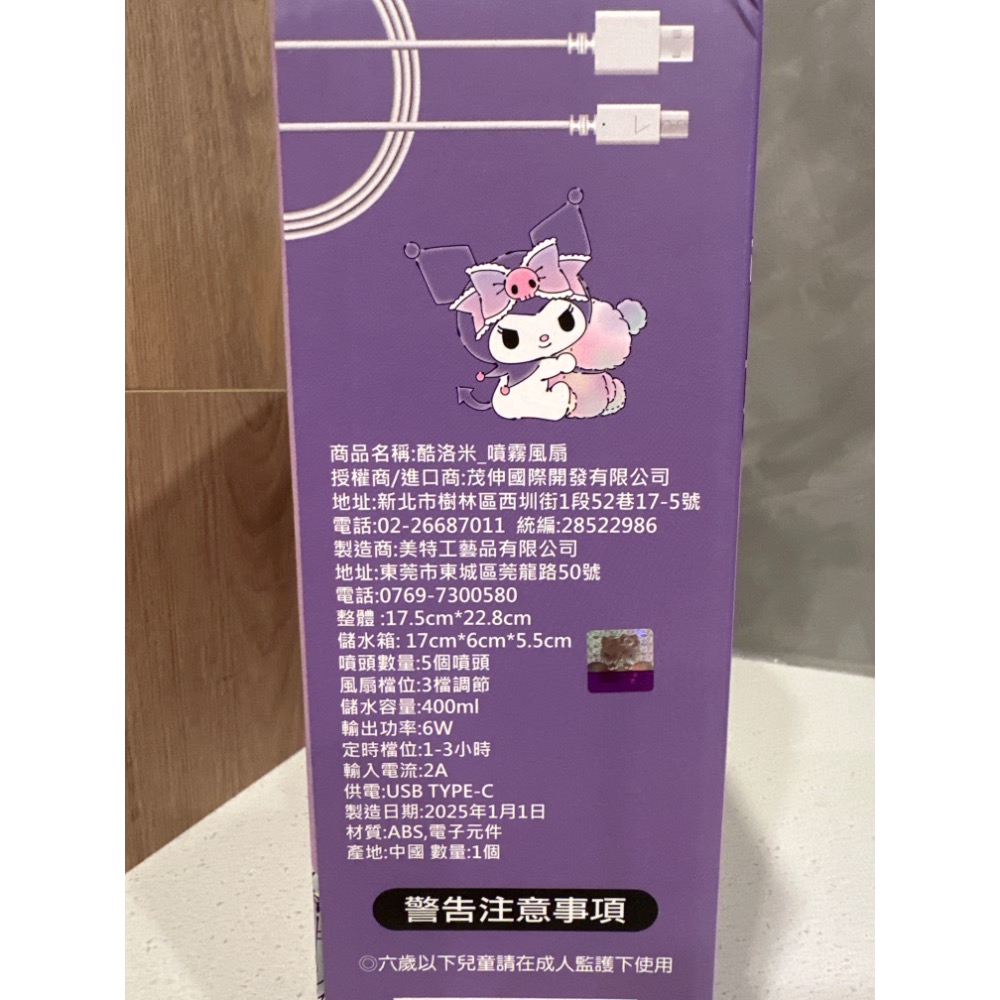 商品名稱:酷洛米_噴霧風扇
授權商/進口商:茂伸國際開發有限公司
地址:新北市樹林區西圳街1段52巷17-5號
電話:02-26687011 統編:28522986
製造商:美特工藝品有限公司
地址:東莞市東城區莞龍路50號
電話:0769-7300580
整體 :17.5cm*22.8cm
儲水箱: 17cm*6cm*5.5cm
噴頭數量:5個噴頭
風扇檔位:3檔調節
儲水容量:400ml
輸出功率:6W
定時檔位:1-3小時
輸入電流:2A
供電:USB TYPE-C
製造日期:2025年1月1日
材質:ABS,電子元件
產地:中國 數量:1個
警告注意事項
◎六歲以下兒童請在成人監護下使用